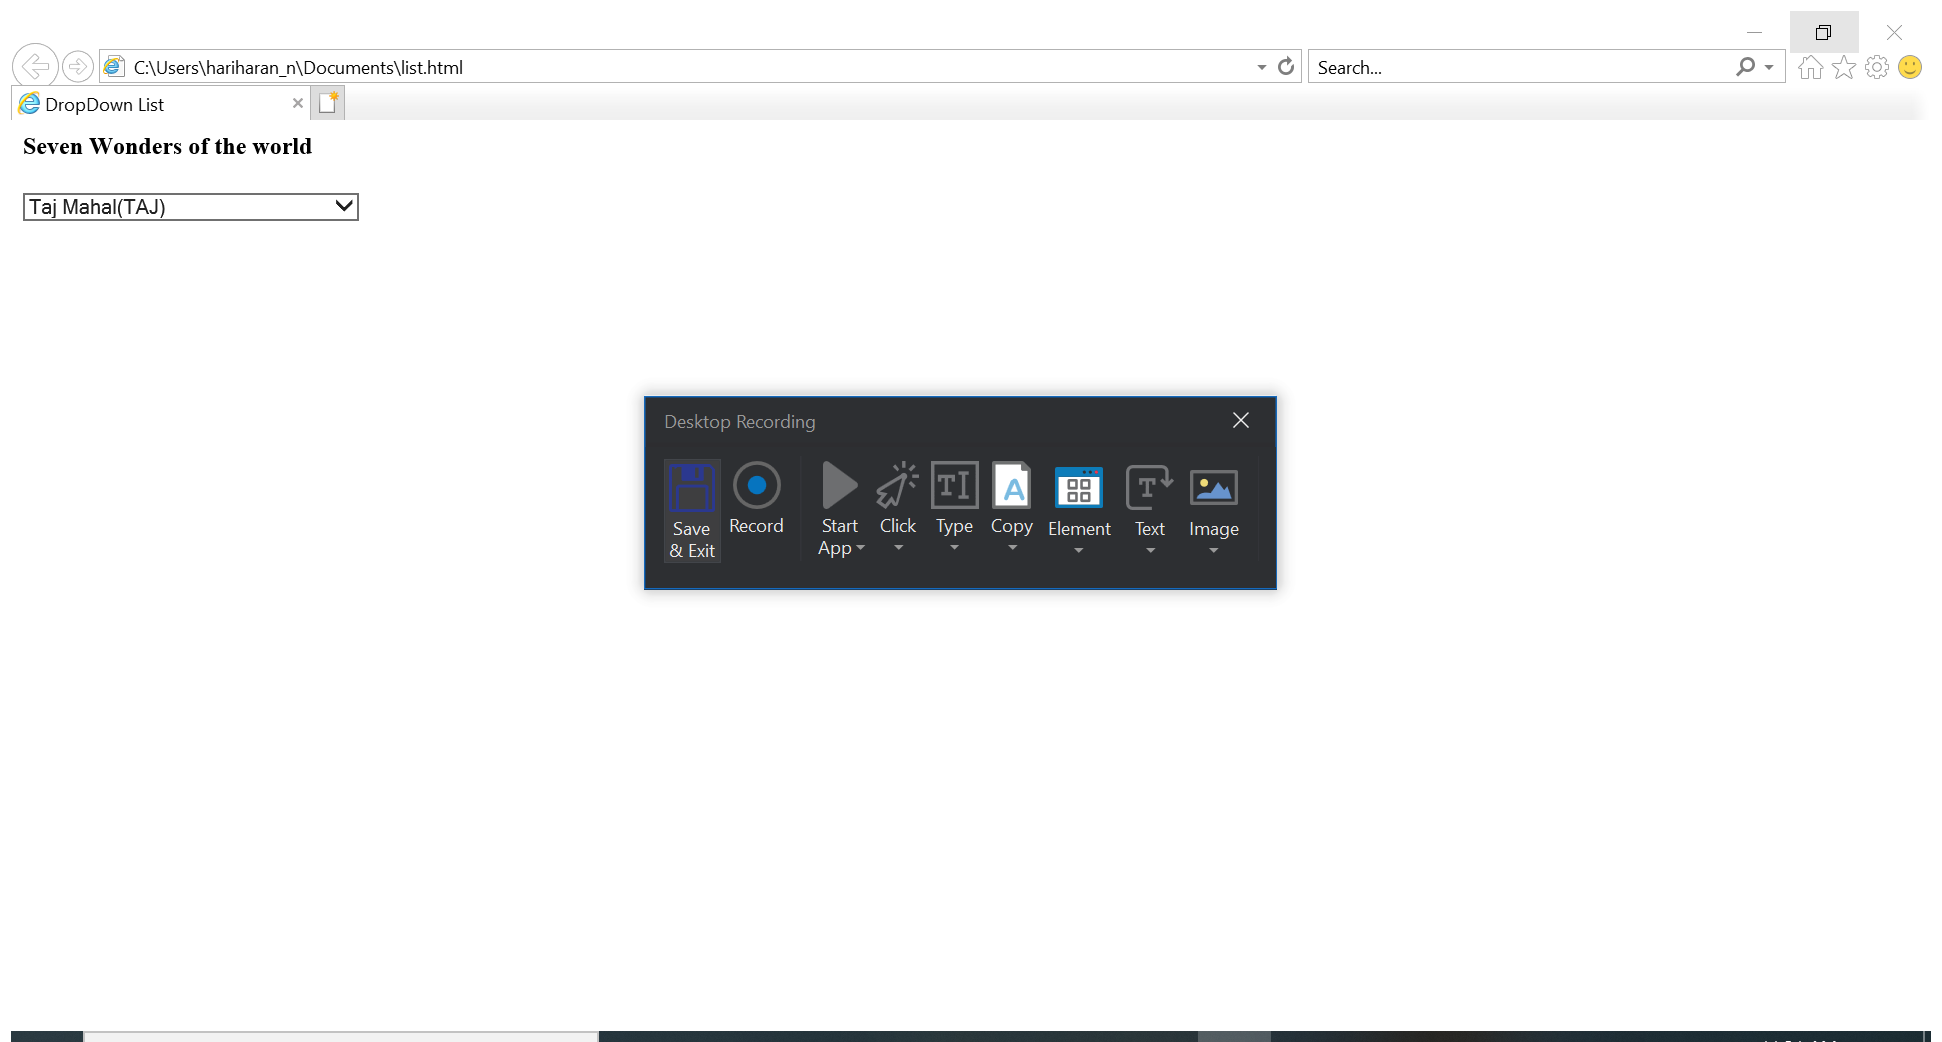 C:\Users\hariharan_n\Documents\list.html
Search...
DropDown List
Seven Wonders of the world
Taj Mahal(TAJ)
Desktop Recording
Save & Exit
Record
Start App
Click
Type
Copy
Element
Text
Image